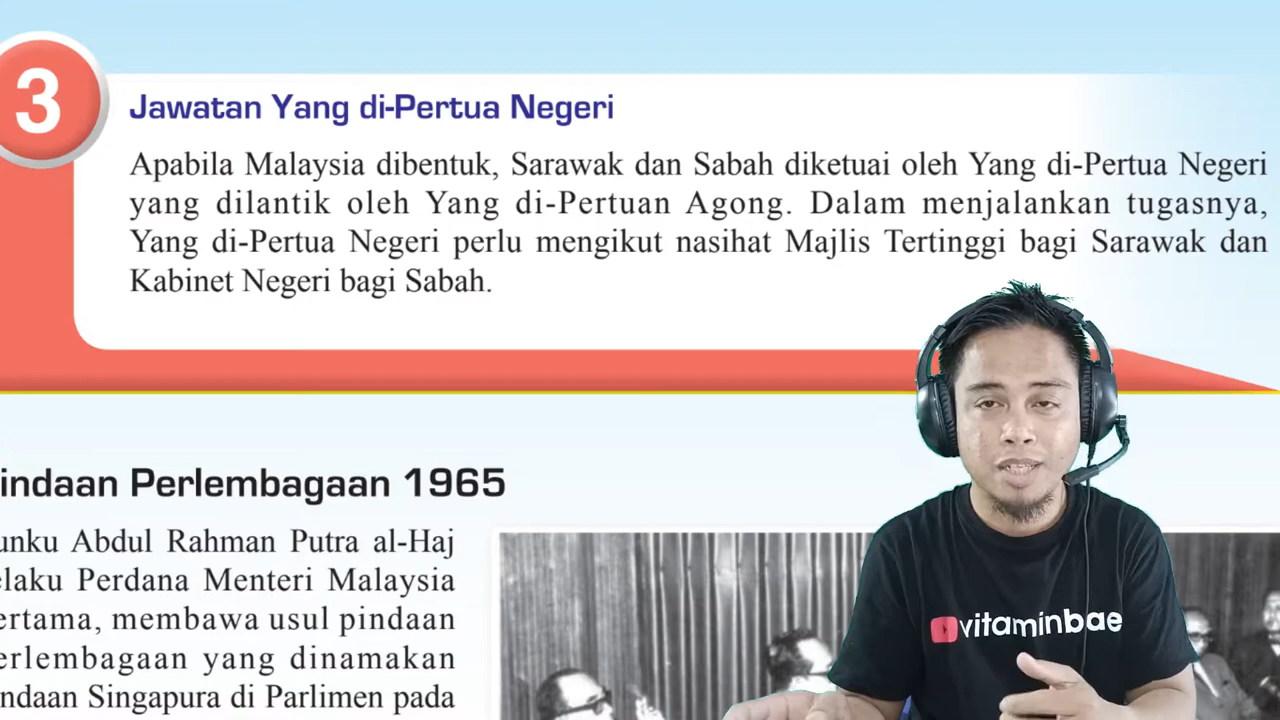 3
Jawatan Yang di-Pertua Negeri
Apabila Malaysia dibentuk, Sarawak dan Sabah diketuai oleh Yang di-Pertua Negeri
yang dilantik oleh Yang di-Pertuan Agong. Dalam menjalankan tugasnya,
Yang di-Pertua Negeri perlu mengikut nasihat Majlis Tertinggi bagi Sarawak dan
Kabinet Negeri bagi Sabah.
indaan Perlembagaan 1965
unku Abdul Rahman Putra al-Haj
elaku Perdana Menteri Malaysia
ertama, membawa usul pindaan
erlembagaan yang dinamakan
ndaan Singapura di Parlimen pada
vitaminbae